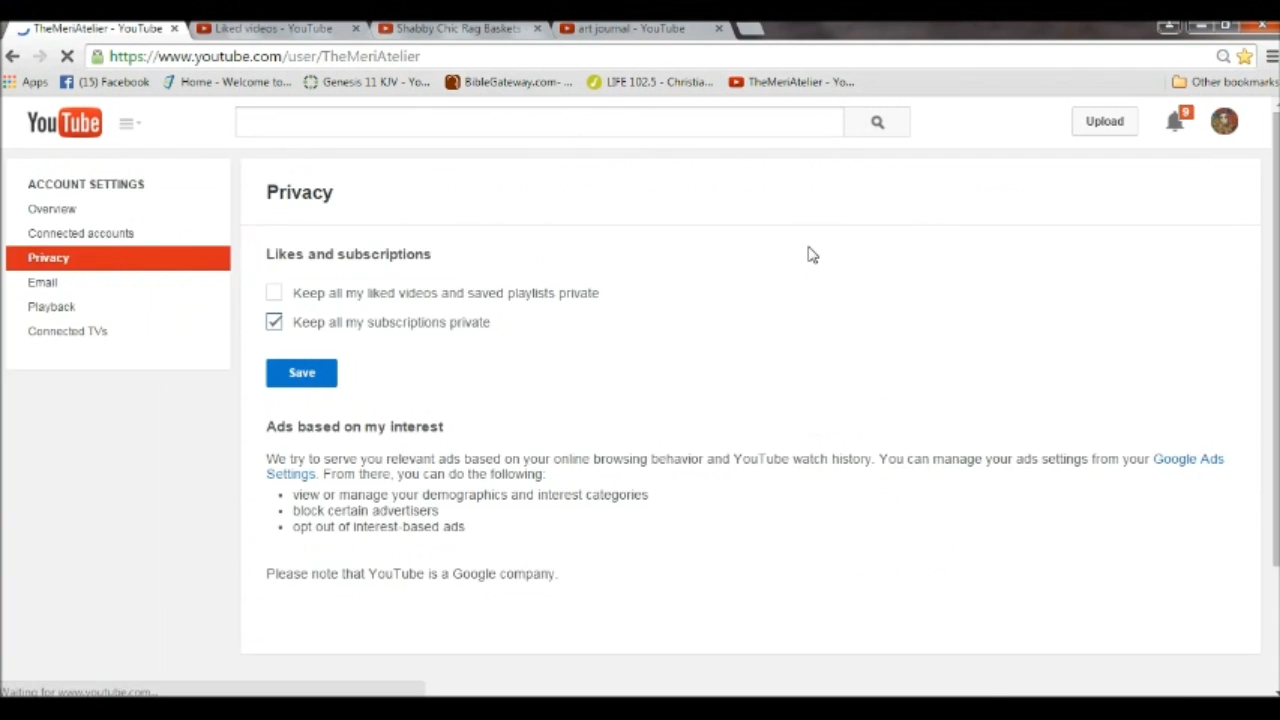 TheMeriAtelier - YouTube
Liked videos - YouTube
Shabby Chic Rag Baskets -
art journal - YouTube
https://www.youtube.com/user/TheMeriAtelier
Apps
(15) Facebook
Home - Welcome to...
Genesis 11 KJV - Yo...
BibleGateway.com- ...
LIFE 102.5 - Christia...
TheMeriAtelier - Yo...
Other bookmarks
YouTube
Upload
9
ACCOUNT SETTINGS
Overview
Connected accounts
Privacy
Email
Playback
Connected TVs
Privacy
Likes and subscriptions
Keep all my liked videos and saved playlists private
Keep all my subscriptions private
Save
Ads based on my interest
We try to serve you relevant ads based on your online browsing behavior and YouTube watch history. You can manage your ads settings from your Google Ads
Settings. From there, you can do the following:
view or manage your demographics and interest categories
block certain advertisers
opt out of interest-based ads
Please note that YouTube is a Google company.
Waiting for www.youtube.com...